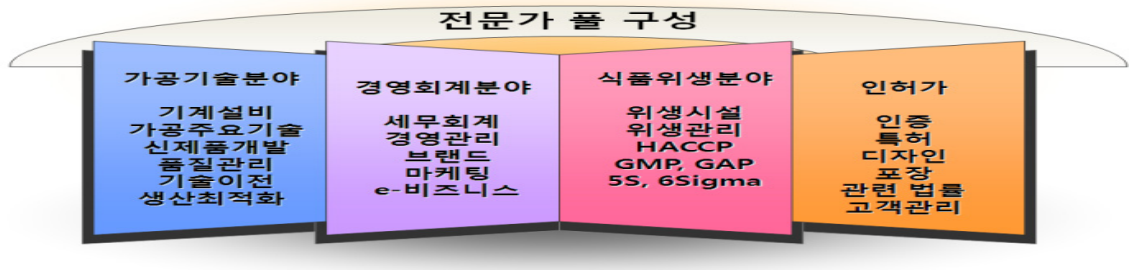 전문가 풀 구성
가공기술분야
기계설비
가공주요기술
신제품개발
품질관리
기술이전
생산최적화
경영회계분야
세무회계
경영관리
브랜드
마케팅
e-비즈니스
식품위생분야
위생시설
위생관리
HACCP
GMP, GAP
5S, 6Sigma
인허가
인증
특허
디자인
포장
관련 법률
고객관리